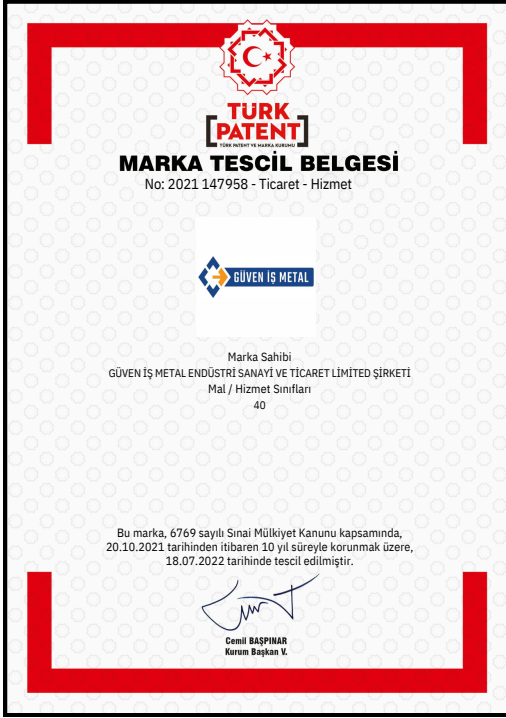 TÜRK
PATENT
TÜRK PATENT VE MARKA KURUMU
MARKA TESCİL BELGESİ
No: 2021 147958 - Ticaret - Hizmet
GÜVEN İŞ METAL
Marka Sahibi
GÜVEN İŞ METAL ENDÜSTRİ SANAYİ VE TİCARET LİMİTED ŞİRKETİ
Mal / Hizmet Sınıfları
40
Bu marka, 6769 sayılı Sınai Mülkiyet Kanunu kapsamında,
20.10.2021 tarihinden itibaren 10 yıl süreyle korunmak üzere,
18.07.2022 tarihinde tescil edilmiştir.
Cemil BAŞPINAR
Kurum Başkan V.